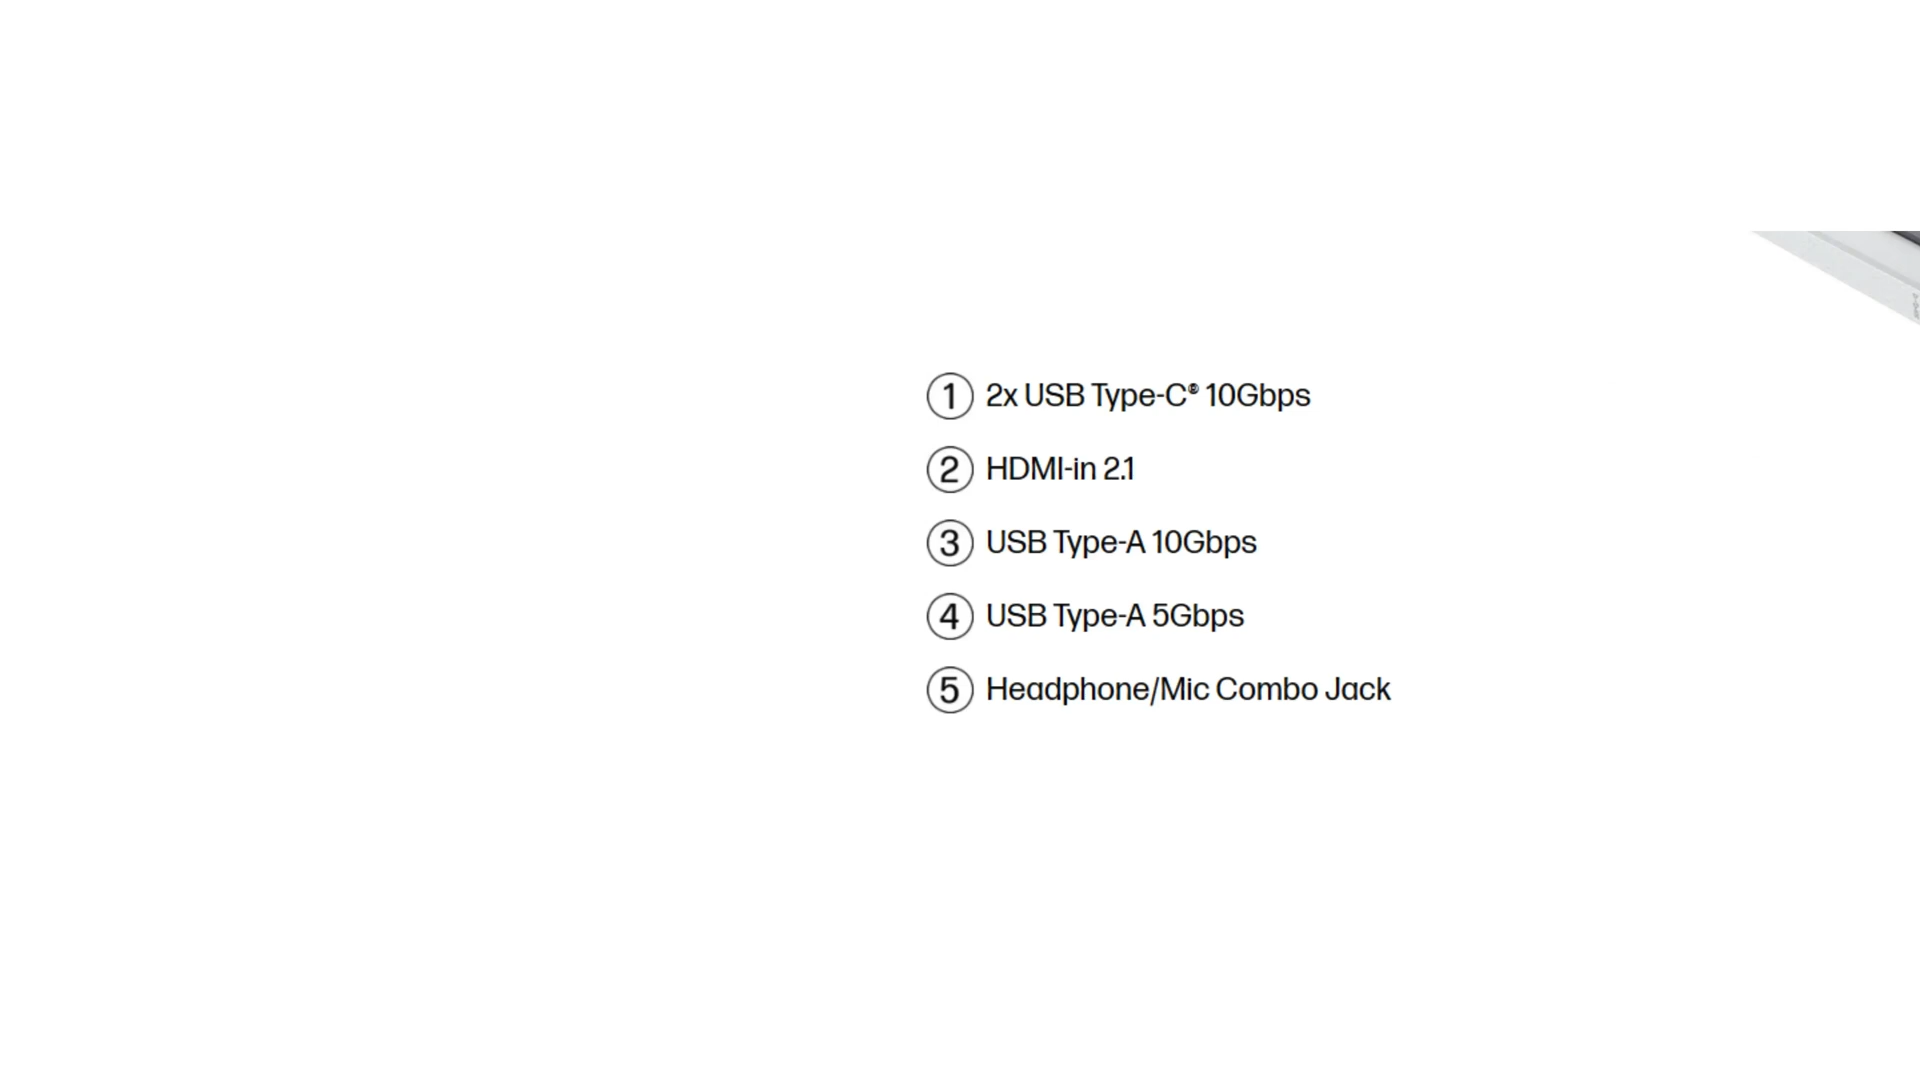 1 2x USB Type-C® 10Gbps
2 HDMI-in 2.1
3 USB Type-A 10Gbps
4 USB Type-A 5Gbps
5 Headphone/Mic Combo Jack